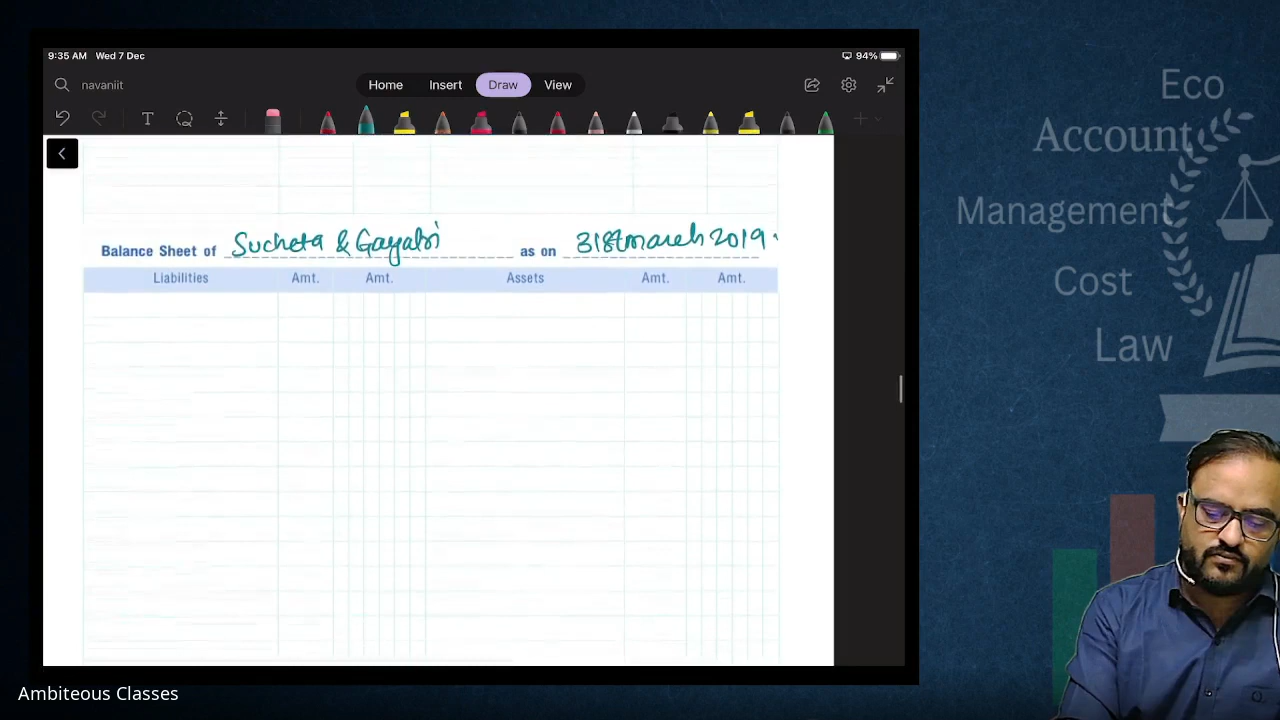 9:35 AM Wed 7 Dec
94%
navaniit
Home Insert Draw View
T
Balance Sheet of Sucheta & Gayatri as on 31st march 2019
Liabilities Amt. Amt. Assets Amt. Amt.
Eco
Account
Management
Cost
Law
Ambiteous Classes